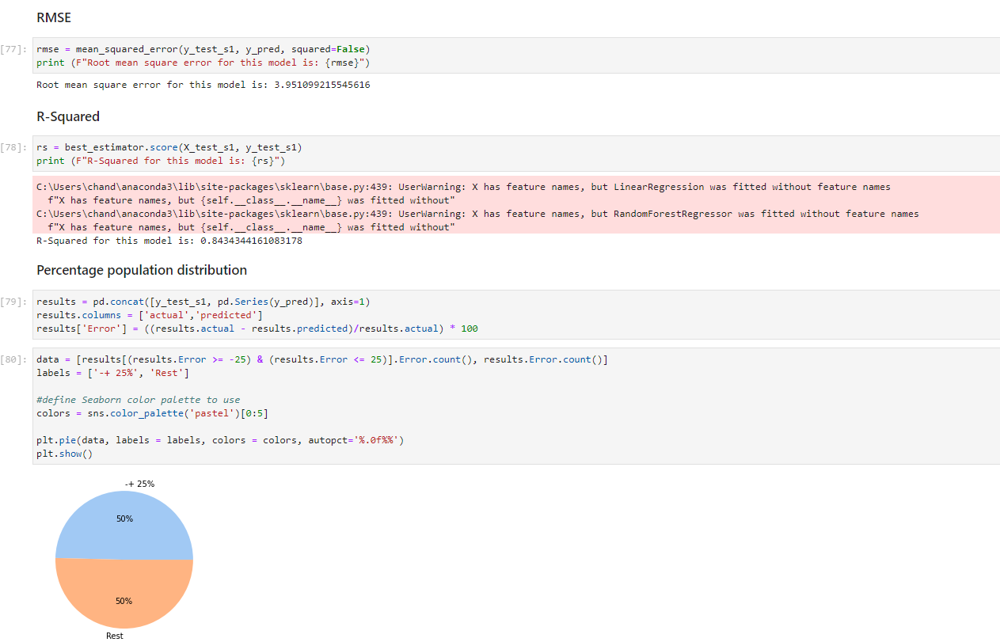 RMSE
[77]: rmse = mean_squared_error(y_test_s1, y_pred, squared=False)
print (F"Root mean square error for this model is: {rmse}")
Root mean square error for this model is: 3.951099215545616
R-Squared
[78]: rs = best_estimator.score(X_test_s1, y_test_s1)
print (F"R-Squared for this model is: {rs}")
C:\Users\chand\anaconda3\lib\site-packages\sklearn\base.py:439: UserWarning: X has feature names, but LinearRegression was fitted without feature names
f"X has feature names, but {self.__class__.__name__} was fitted without"
C:\Users\chand\anaconda3\lib\site-packages\sklearn\base.py:439: UserWarning: X has feature names, but RandomForestRegressor was fitted without feature names
f"X has feature names, but {self.__class__.__name__} was fitted without"
R-Squared for this model is: 0.8434344161083178
Percentage population distribution
[79]: results = pd.concat([y_test_s1, pd.Series(y_pred)], axis=1)
results.columns = ['actual','predicted']
results['Error'] = ((results.actual - results.predicted)/results.actual) * 100
[80]: data = [results[(results.Error >= -25) & (results.Error <= 25)].Error.count(), results.Error.count()]
labels = ['-+ 25%', 'Rest']
#define Seaborn color palette to use
colors = sns.color_palette('pastel')[0:5]
plt.pie(data, labels = labels, colors = colors, autopct='%.0f%%')
plt.show()
-+ 25%
50%
50%
Rest